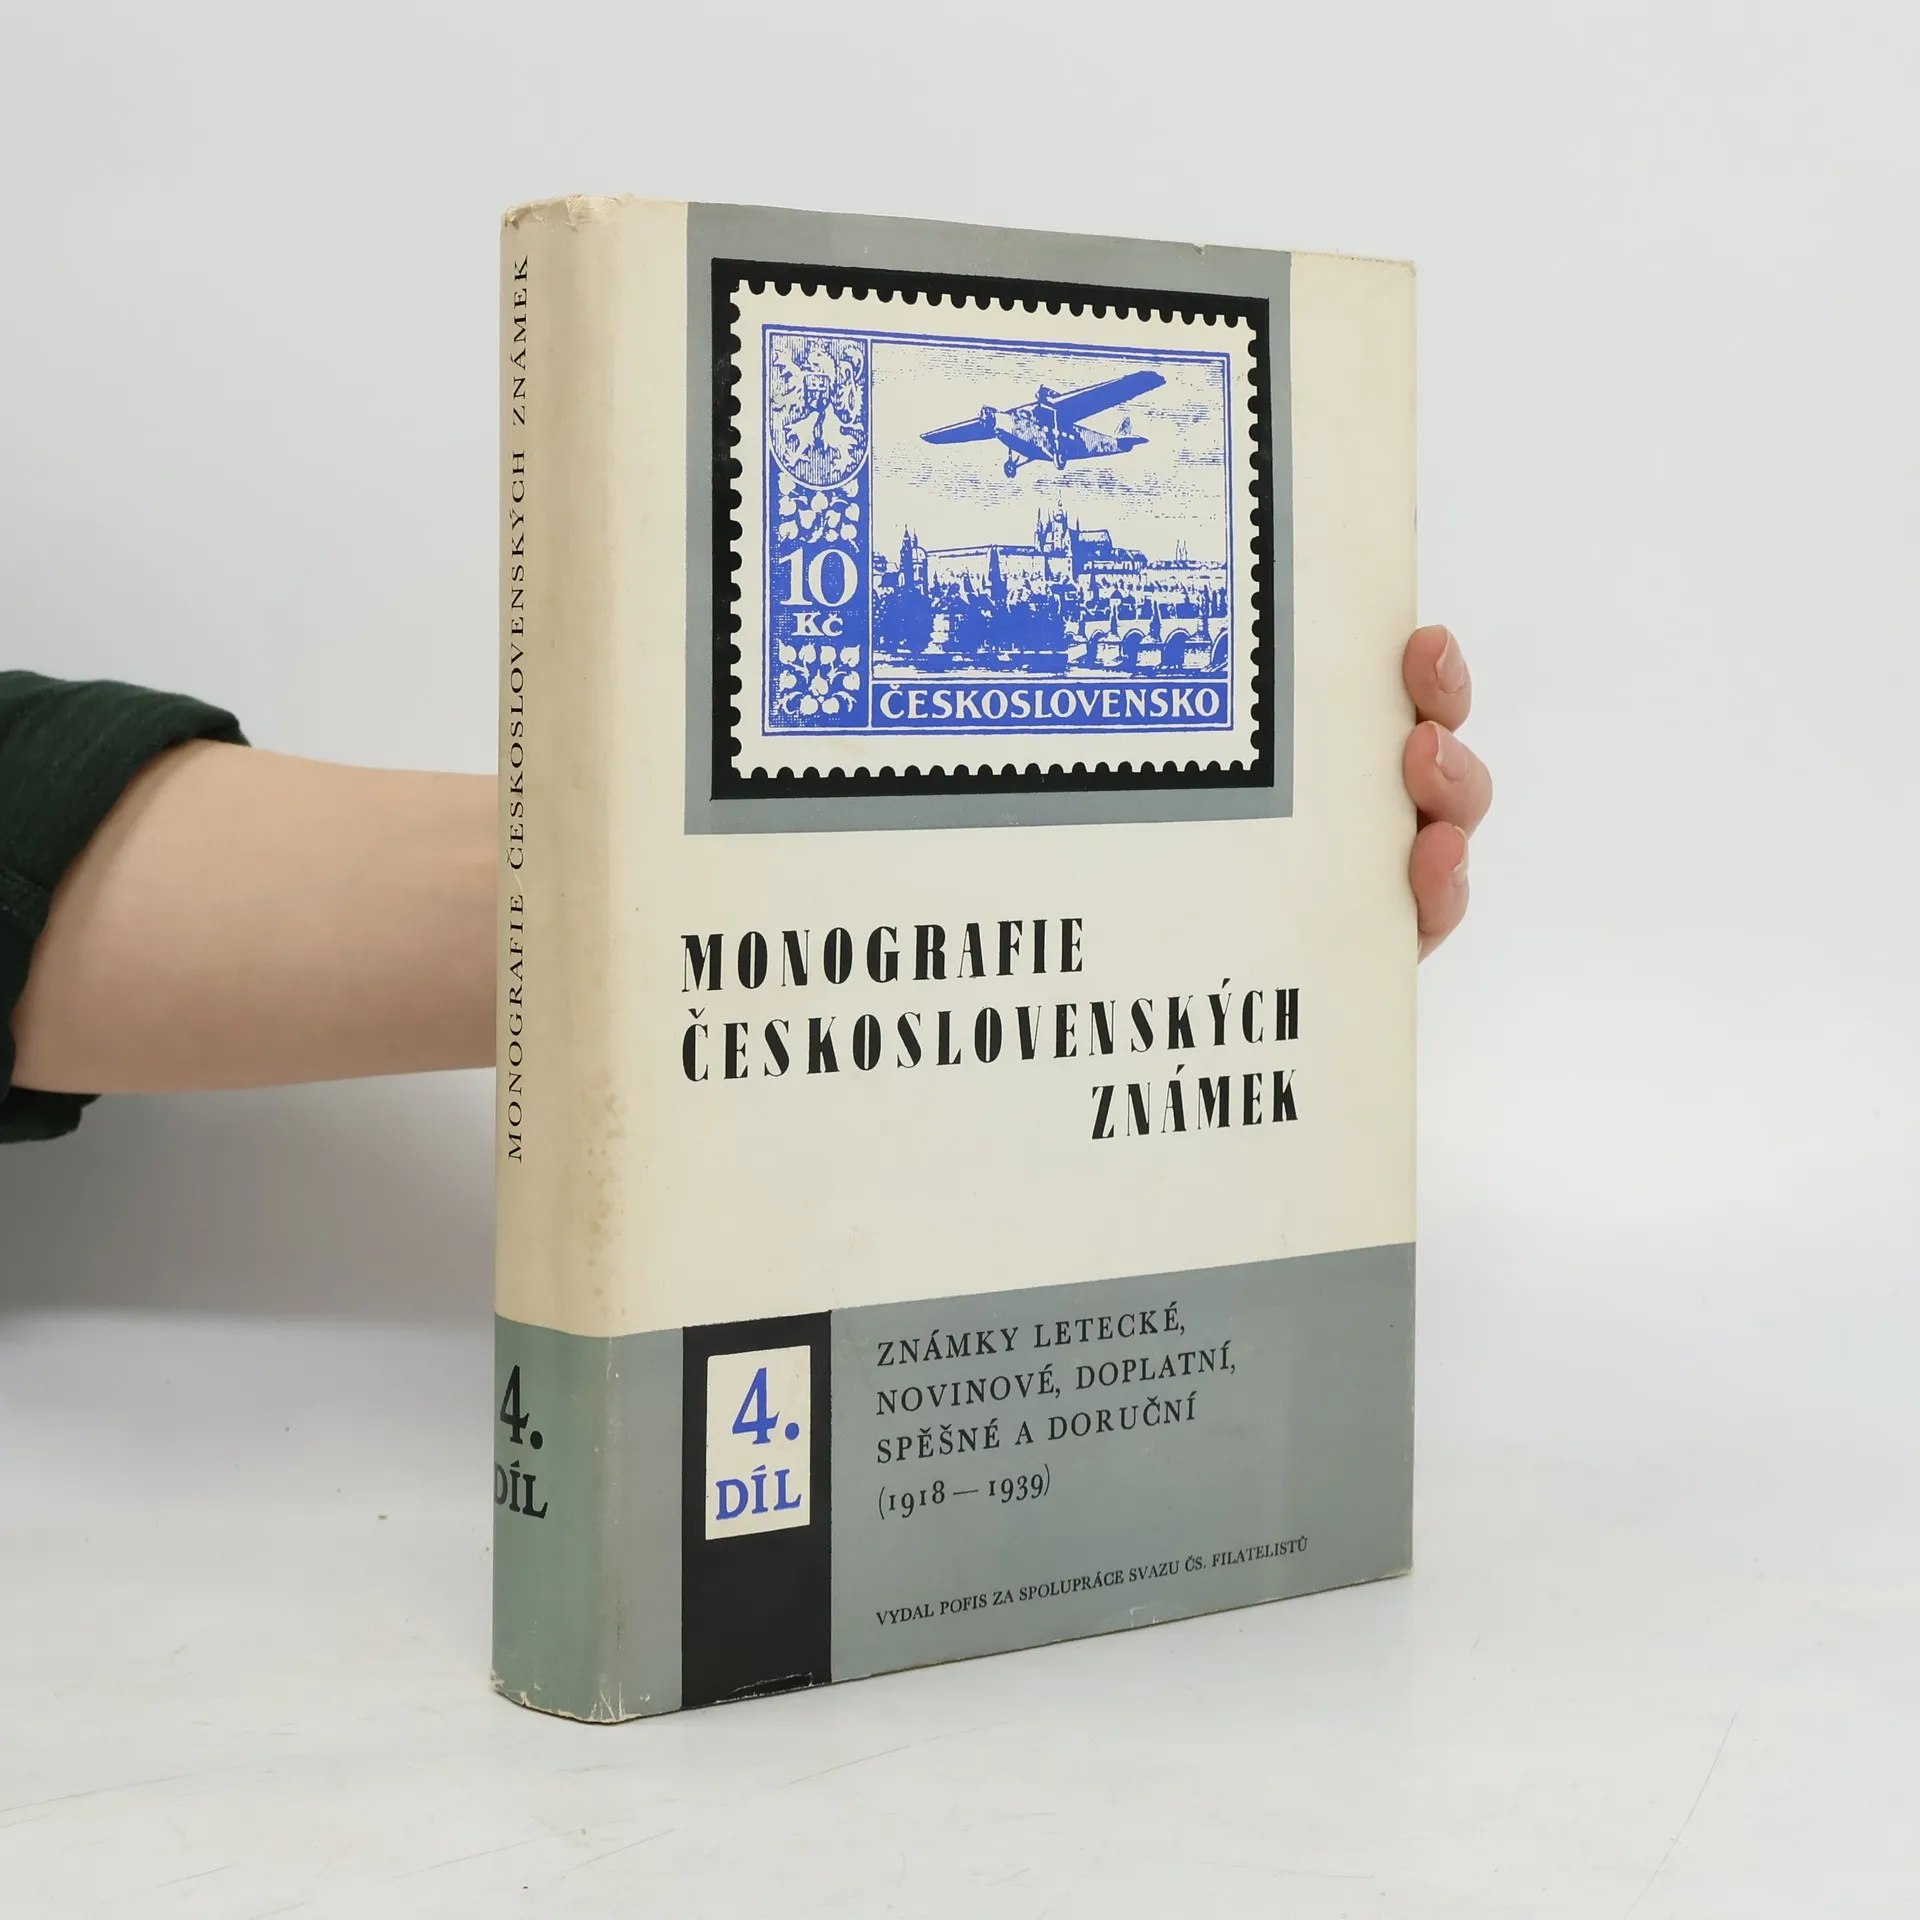 MONOGRAFIE ČESKOSLOVENSKÝCH ZNÁMEK
4.
DÍL
10
Kč
ČESKOSLOVENSKO
MONOGRAFIE
ČESKOSLOVENSKÝCH
ZNÁMEK
4.
DÍL
ZNÁMKY LETECKÉ,
NOVINOVÉ, DOPLATNÍ,
SPĚŠNÉ A DORUČNÍ
(1918 — 1939)
VYDAL POFIS ZA SPOLUPRÁCE SVAZU ČS. FILATELISTŮ